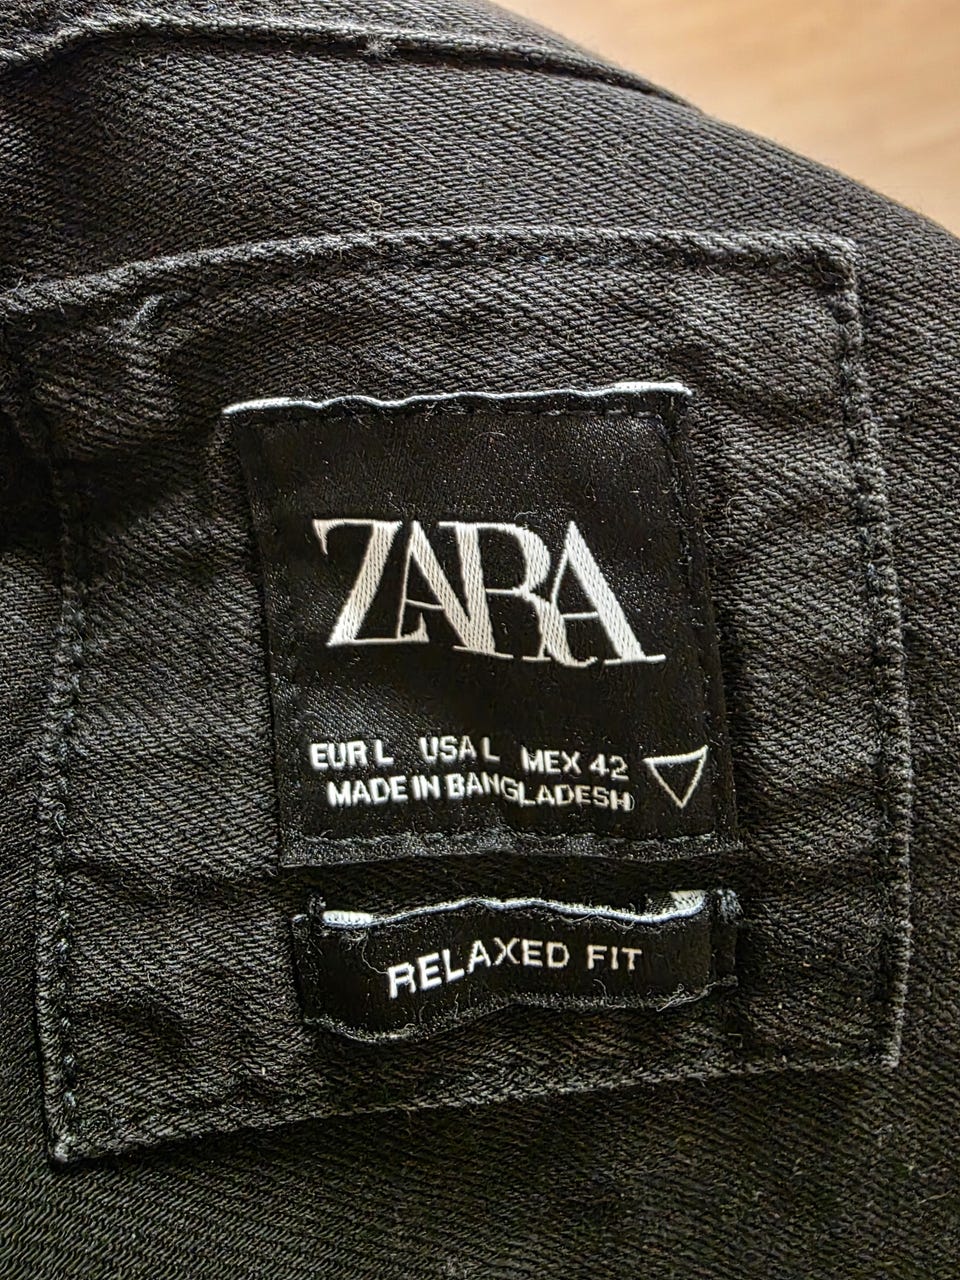 ZARA
EUR L USA L MEX 42
MADE IN BANGLADESH
RELAXED FIT